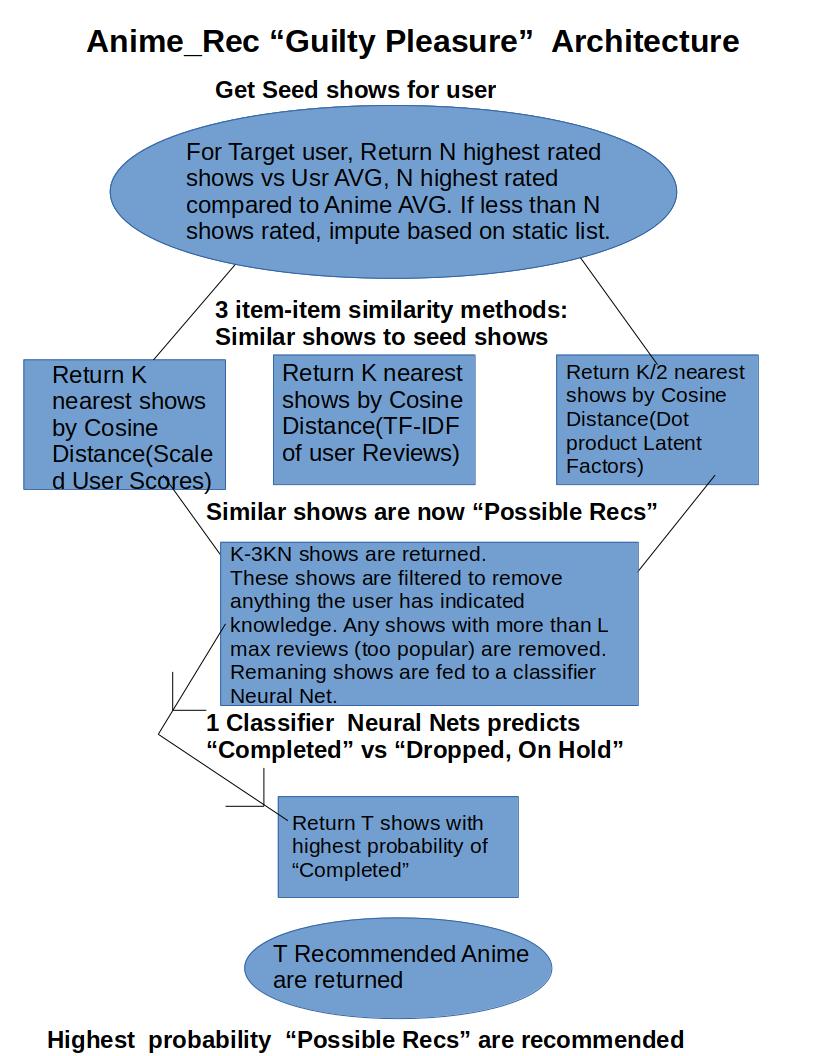 Anime_Rec “Guilty Pleasure”  Architecture
Get Seed shows for user
For Target user, Return N highest rated
shows vs Usr AVG, N highest rated
compared to Anime AVG. If less than N
shows rated, impute based on static list.
3 item-item similarity methods:
Similar shows to seed shows
Return K
nearest shows
by Cosine
Distance(Scale
d User Scores)
Return K nearest
shows by Cosine
Distance(TF-IDF
of user Reviews)
Return K/2 nearest
shows by Cosine
Distance(Dot
product Latent
Factors)
Similar shows are now “Possible Recs”
K-3KN shows are returned.
These shows are filtered to remove
anything the user has indicated
knowledge. Any shows with more than L
max reviews (too popular) are removed.
Remaning shows are fed to a classifier
Neural Net.
1 Classifier  Neural Nets predicts
“Completed” vs “Dropped, On Hold”
Return T shows with
highest probability of
“Completed”
T Recommended Anime
are returned
Highest  probability  “Possible Recs” are recommended